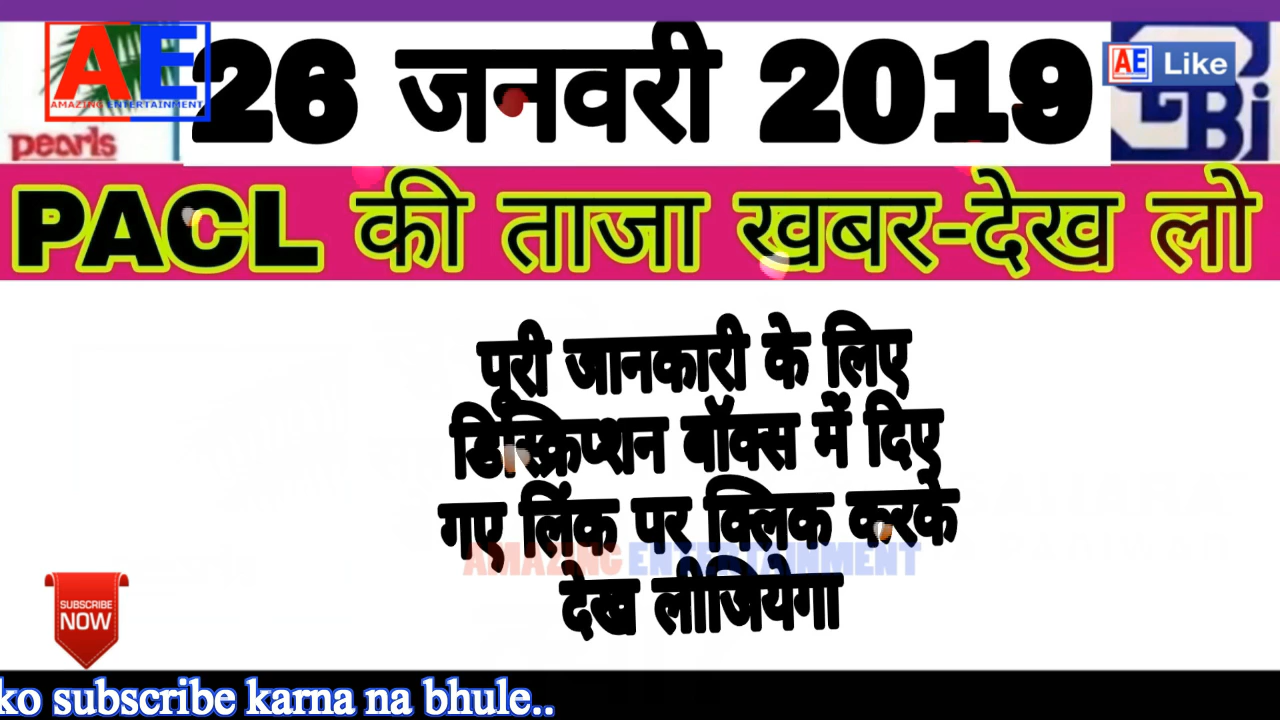 AE
AMAZING ENTERTAINMENT
pearls
26 जनवरी 2019
AE Like
SEBi
PACL की ताजा खबर-देख लो
पूरी जानकारी के लिए
डिस्क्रिप्शन बॉक्स में दिए
गए लिंक पर क्लिक करके
AMAZING ENTERTAINMENT
देख लीजियेगा
SUBSCRIBE
NOW
ko subscribe karna na bhule..